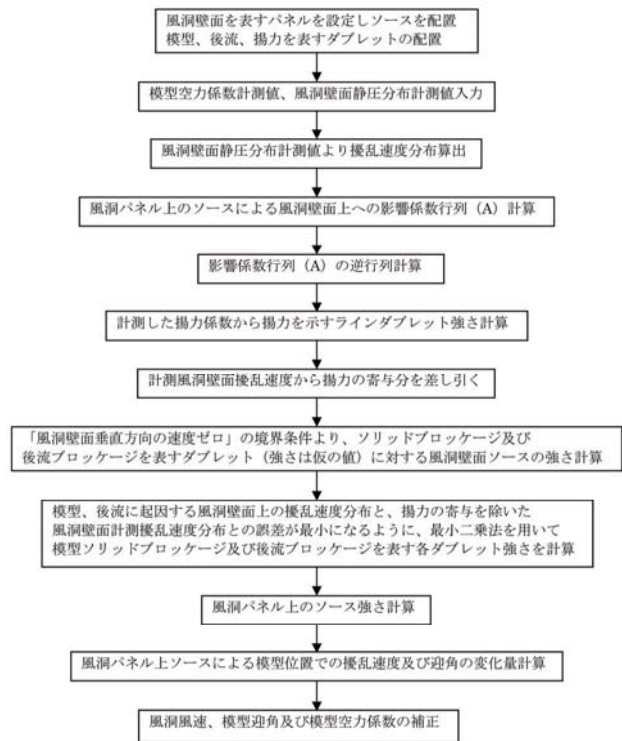 風洞壁面を表すパネルを設定しソースを配置
模型、後流、揚力を表すダブレットの配置
模型空力係数計測値、風洞壁面静圧分布計測値入力
風洞壁面静圧分布計測値より擾乱速度分布算出
風洞パネル上のソースによる風洞壁面上への影響係数行列（A）計算
影響係数行列（A）の逆行列計算
計測した揚力係数から揚力を示すラインダブレット強さ計算
計測風洞壁面擾乱速度から揚力の寄与分を差し引く
「風洞壁面垂直方向の速度ゼロ」の境界条件より、ソリッドブロッケージ及び
後流ブロッケージを表すダブレット（強さは仮の値）に対する風洞壁面ソースの強さ計算
模型、後流に起因する風洞壁面上の擾乱速度分布と、揚力の寄与を除いた
風洞壁面計測擾乱速度分布との誤差が最小になるように、最小二乗法を用いて
模型ソリッドブロッケージ及び後流ブロッケージを表す各ダブレット強さを計算
風洞パネル上のソース強さ計算
風洞パネル上ソースによる模型位置での擾乱速度及び迎角の変化量計算
風洞風速、模型迎角及び模型空力係数の補正